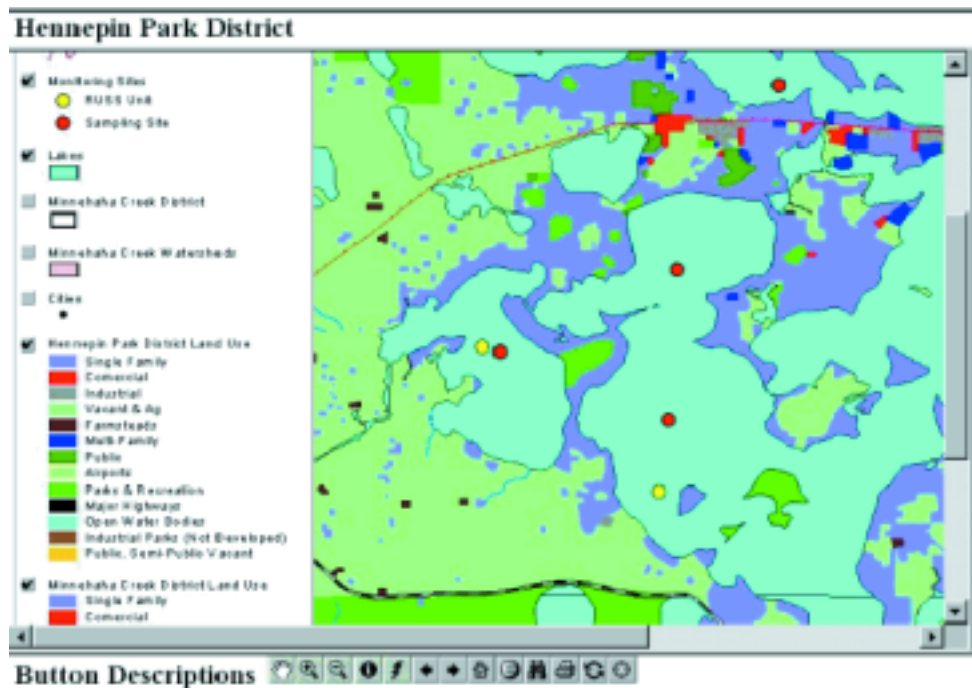 Hennepin Park District
Monitoring Sites
RUSS Unit
Sampling Site
Lakes
Minnehaha Creek District
Minnehaha Creek Watersheds
Cities
Hennepin Park District Land Use
Single Family
Comercial
Industrial
Vacant & Ag
Farmsteads
Multi Family
Public
Airports
Parks & Recreation
Major Highways
Open Water Bodies
Industrial Parks (Not Developed)
Public, Semi-Public Vacant
Minnehaha Creek District Land Use
Single Family
Comercial
Button Descriptions